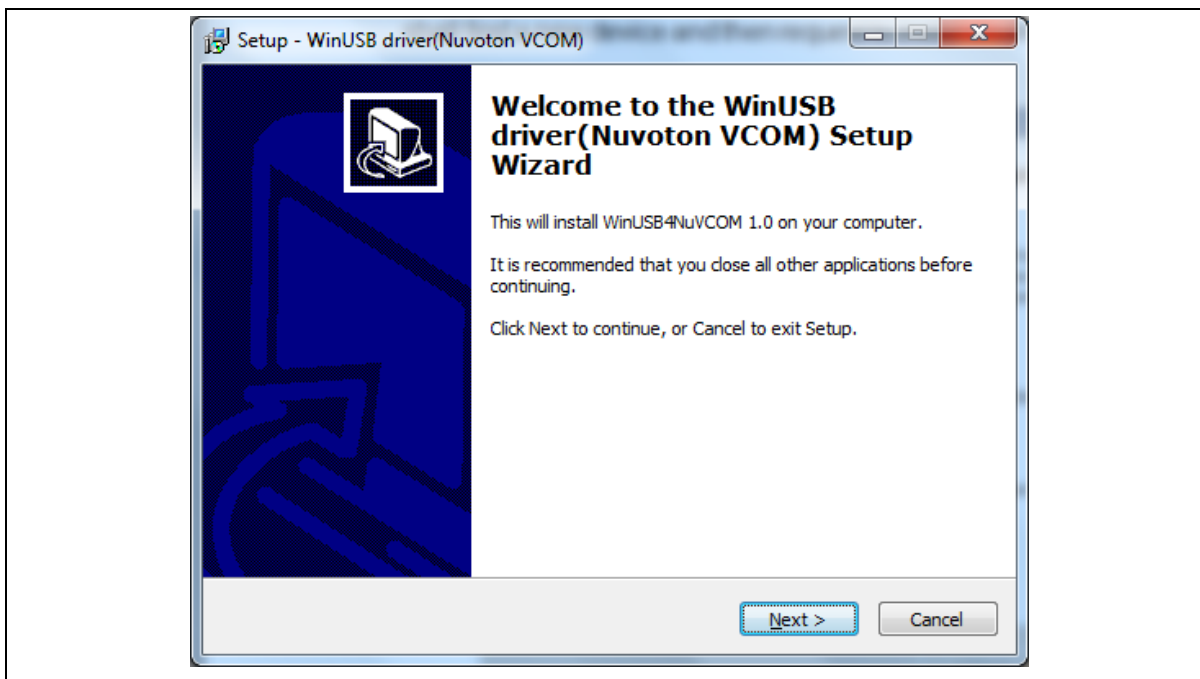 Setup - WinUSB driver(Nuvoton VCOM)
Welcome to the WinUSB
driver(Nuvoton VCOM) Setup
Wizard
This will install WinUSB4NuVCOM 1.0 on your computer.
It is recommended that you close all other applications before
continuing.
Click Next to continue, or Cancel to exit Setup.
Next >
Cancel